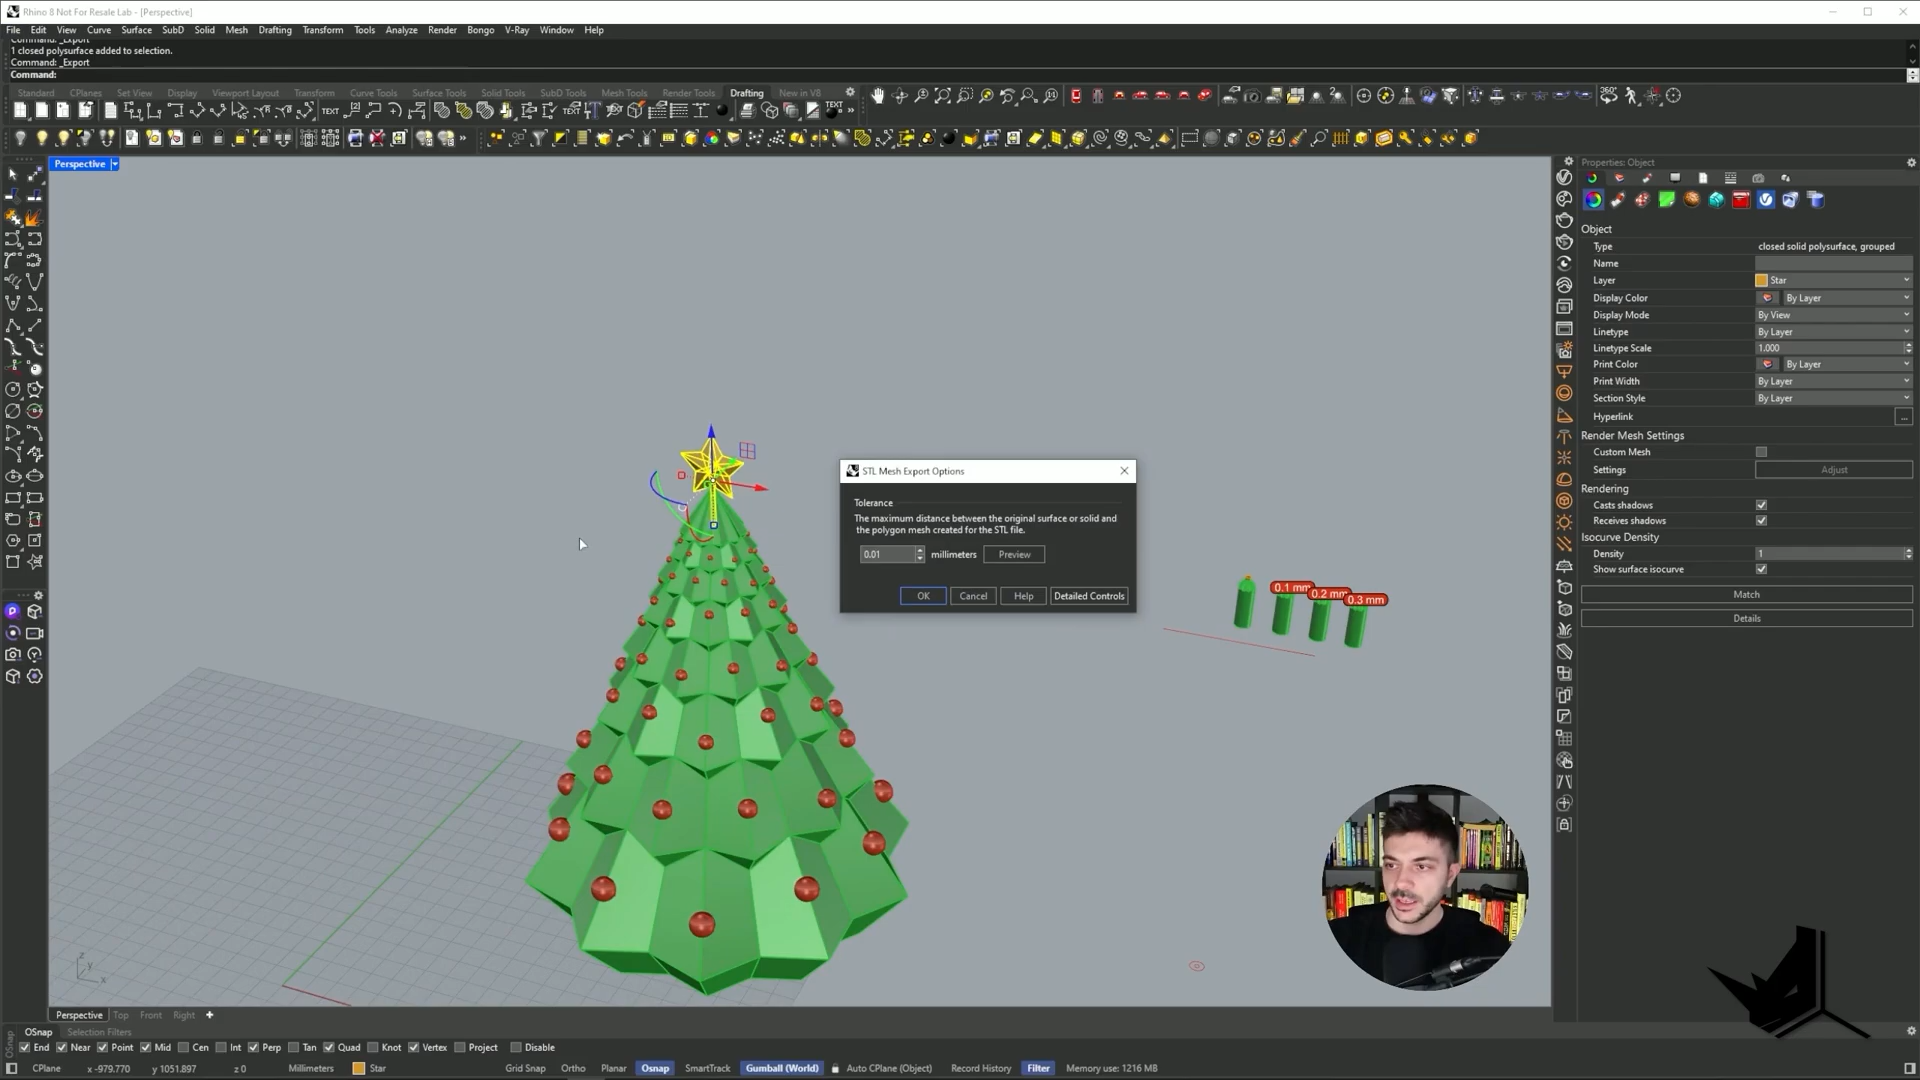 Rhino 8 Not For Resale Lab - [Perspective]
File Edit View Curve Surface SubD Solid Mesh Drafting Transform Tools Analyze Render Bongo V-Ray Window Help
Command: _Export
1 closed polysurface added to selection.
Command: _Export
Command:
Standard CPlanes Set View Display Viewport Layout Transform Curve Tools Surface Tools Solid Tools SubD Tools Mesh Tools Render Tools Drafting New in V8
TEXT TEXT TEXT
Perspective
Properties: Object
Object
Type closed solid polysurface, grouped
Name
Layer Star
Display Color By Layer
Display Mode By View
Linetype By Layer
Linetype Scale 1.000
Print Color By Layer
Print Width By Layer
Section Style By Layer
Hyperlink ...
Render Mesh Settings
Custom Mesh
Settings Adjust
Rendering
Casts shadows
Receives shadows
Isocurve Density
Density 1
Show surface isocurve
Match
Details
STL Mesh Export Options
Tolerance
The maximum distance between the original surface or solid and
the polygon mesh created for the STL file.
0.01 millimeters Preview
OK Cancel Help Detailed Controls
0.1 mm 0.2 mm 0.3 mm
z y x
Perspective Top Front Right
OSnap Selection Filters
OSnap
End Near Point Mid Cen Int Perp Tan Quad Knot Vertex Project Disable
CPlane x -979.770 y 1051.897 z 0 Millimeters Star Grid Snap Ortho Planar Osnap SmartTrack Gumball (World) Auto CPlane (Object) Record History Filter Memory use: 1216 MB